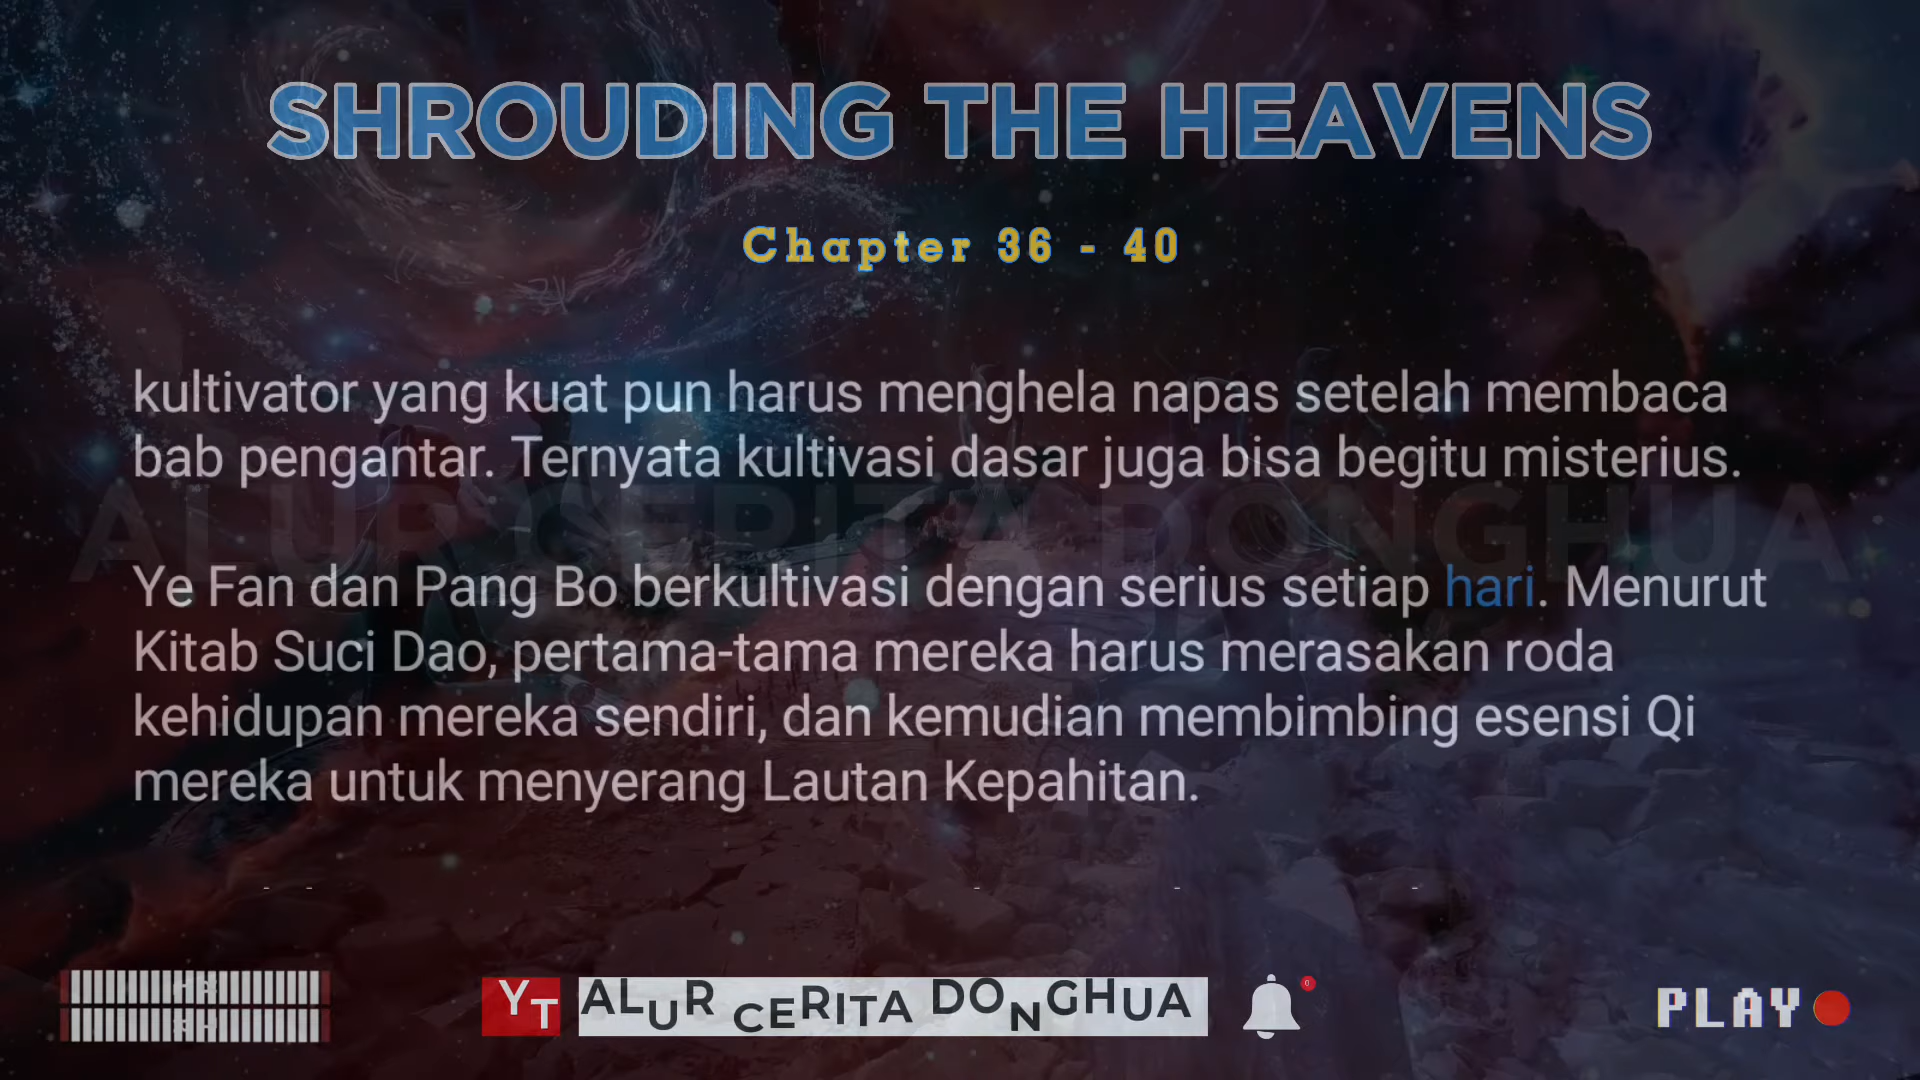 SHROUDING THE HEAVENS
Chapter 36 - 40
kultivator yang kuat pun harus menghela napas setelah membaca
bab pengantar. Ternyata kultivasi dasar juga bisa begitu misterius.
ALUR CERITA DONGHUA
Ye Fan dan Pang Bo berkultivasi dengan serius setiap hari. Menurut
Kitab Suci Dao, pertama-tama mereka harus merasakan roda
kehidupan mereka sendiri, dan kemudian membimbing esensi Qi
mereka untuk menyerang Lautan Kepahitan.
YT ALUR CERITA DONGHUA
PLAY